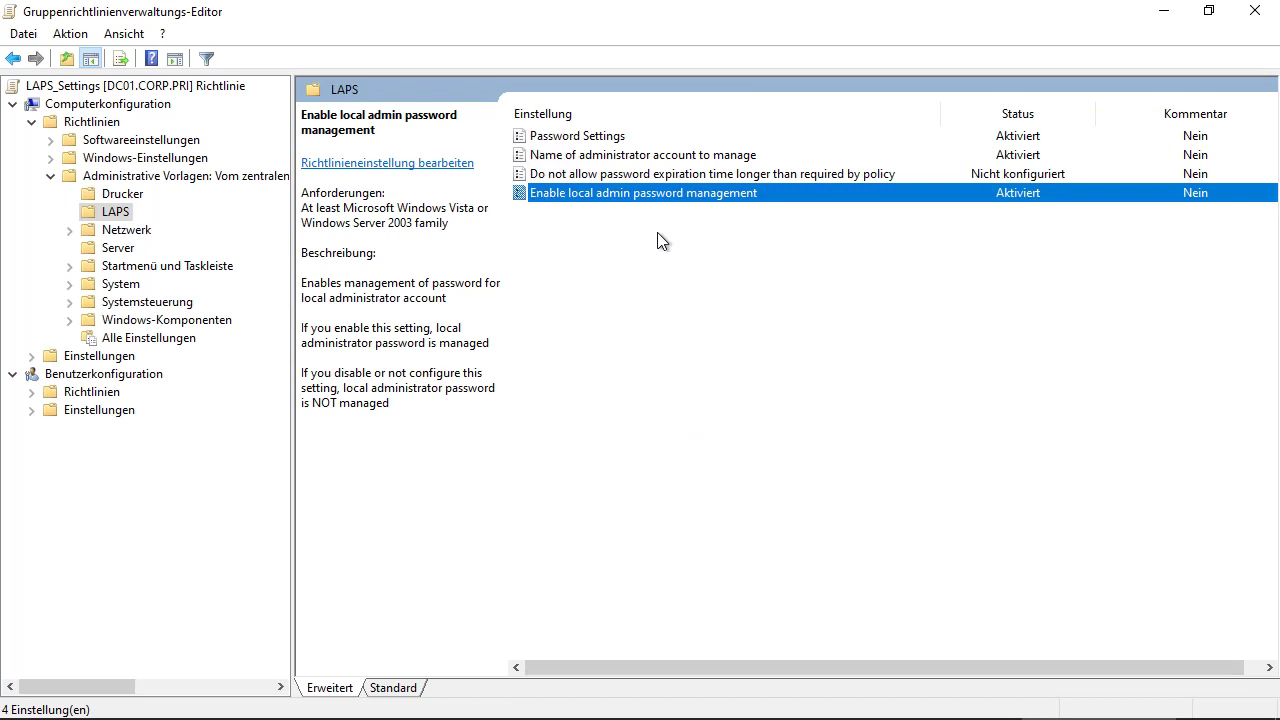 Gruppenrichtlinienverwaltungs-Editor
Datei Aktion Ansicht ?
LAPS_Settings [DC01.CORP.PRI] Richtlinie
Computerkonfiguration
Richtlinien
Softwareeinstellungen
Windows-Einstellungen
Administrative Vorlagen: Vom zentralen
Drucker
LAPS
Netzwerk
Server
Startmenü und Taskleiste
System
Systemsteuerung
Windows-Komponenten
Alle Einstellungen
Einstellungen
Benutzerkonfiguration
Richtlinien
Einstellungen
LAPS
Enable local admin password
management
Richtlinieneinstellung bearbeiten
Anforderungen:
At least Microsoft Windows Vista or
Windows Server 2003 family
Beschreibung:
Enables management of password for
local administrator account
If you enable this setting, local
administrator password is managed
If you disable or not configure this
setting, local administrator password
is NOT managed
Einstellung Status Kommentar
Password Settings Aktiviert Nein
Name of administrator account to manage Aktiviert Nein
Do not allow password expiration time longer than required by policy Nicht konfiguriert Nein
Enable local admin password management Aktiviert Nein
Erweitert Standard
4 Einstellung(en)